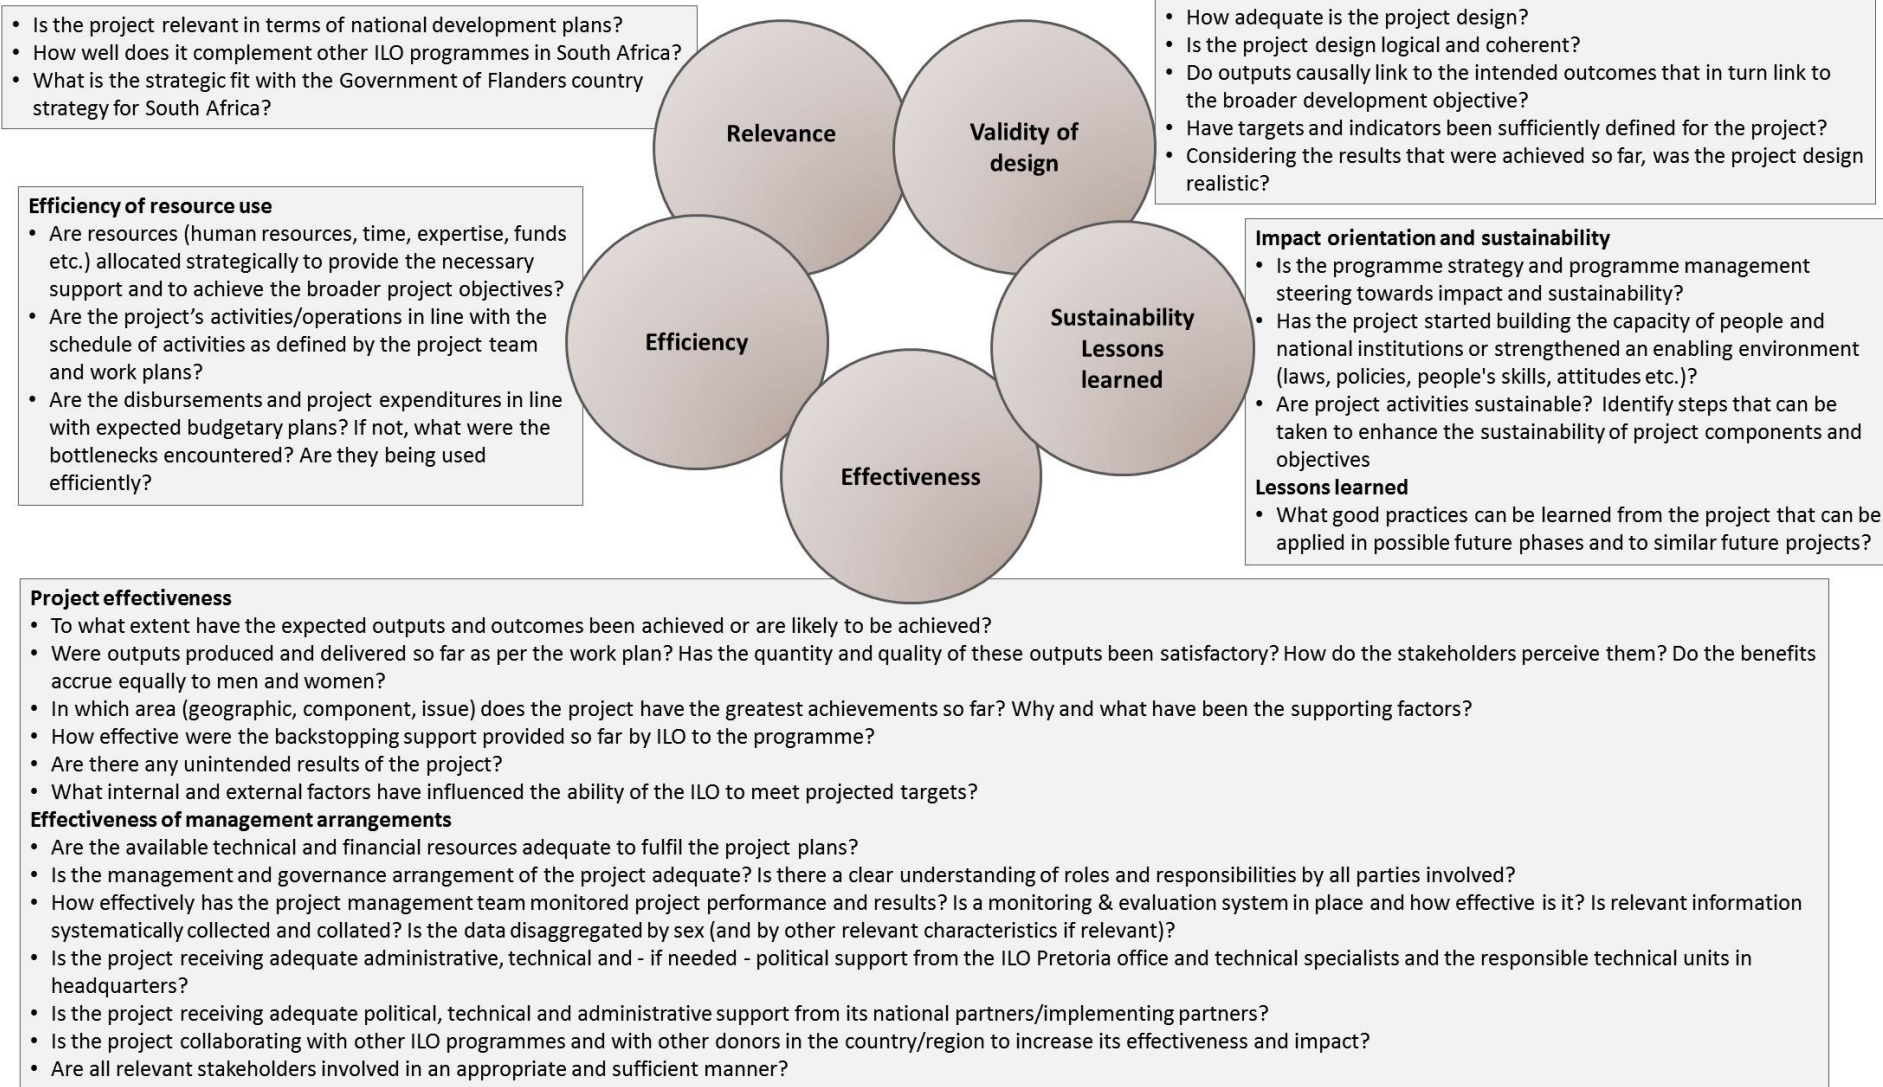 • Is the project relevant in terms of national development plans?
• How well does it complement other ILO programmes in South Africa?
• What is the strategic fit with the Government of Flanders country
strategy for South Africa?
• How adequate is the project design?
• Is the project design logical and coherent?
• Do outputs causally link to the intended outcomes that in turn link to
the broader development objective?
• Have targets and indicators been sufficiently defined for the project?
• Considering the results that were achieved so far, was the project design
realistic?
Relevance
Validity of
design
Efficiency of resource use
• Are resources (human resources, time, expertise, funds
etc.) allocated strategically to provide the necessary
support and to achieve the broader project objectives?
• Are the project's activities/operations in line with the
schedule of activities as defined by the project team
and work plans?
• Are the disbursements and project expenditures in line
with expected budgetary plans? If not, what were the
bottlenecks encountered? Are they being used
efficiently?
Efficiency
Sustainability
Lessons
learned
Impact orientation and sustainability
• Is the programme strategy and programme management
steering towards impact and sustainability?
• Has the project started building the capacity of people and
national institutions or strengthened an enabling environment
(laws, policies, people's skills, attitudes etc.)?
• Are project activities sustainable? Identify steps that can be
taken to enhance the sustainability of project components and
objectives
Lessons learned
• What good practices can be learned from the project that can be
applied in possible future phases and to similar future projects?
Effectiveness
Project effectiveness
• To what extent have the expected outputs and outcomes been achieved or are likely to be achieved?
• Were outputs produced and delivered so far as per the work plan? Has the quantity and quality of these outputs been satisfactory? How do the stakeholders perceive them? Do the benefits
accrue equally to men and women?
• In which area (geographic, component, issue) does the project have the greatest achievements so far? Why and what have been the supporting factors?
• How effective were the backstopping support provided so far by ILO to the programme?
• Are there any unintended results of the project?
• What internal and external factors have influenced the ability of the ILO to meet projected targets?
Effectiveness of management arrangements
• Are the available technical and financial resources adequate to fulfil the project plans?
• Is the management and governance arrangement of the project adequate? Is there a clear understanding of roles and responsibilities by all parties involved?
• How effectively has the project management team monitored project performance and results? Is a monitoring & evaluation system in place and how effective is it? Is relevant information
systematically collected and collated? Is the data disaggregated by sex (and by other relevant characteristics if relevant)?
• Is the project receiving adequate administrative, technical and - if needed - political support from the ILO Pretoria office and technical specialists and the responsible technical units in
headquarters?
• Is the project receiving adequate political, technical and administrative support from its national partners/implementing partners?
• Is the project collaborating with other ILO programmes and with other donors in the country/region to increase its effectiveness and impact?
• Are all relevant stakeholders involved in an appropriate and sufficient manner?